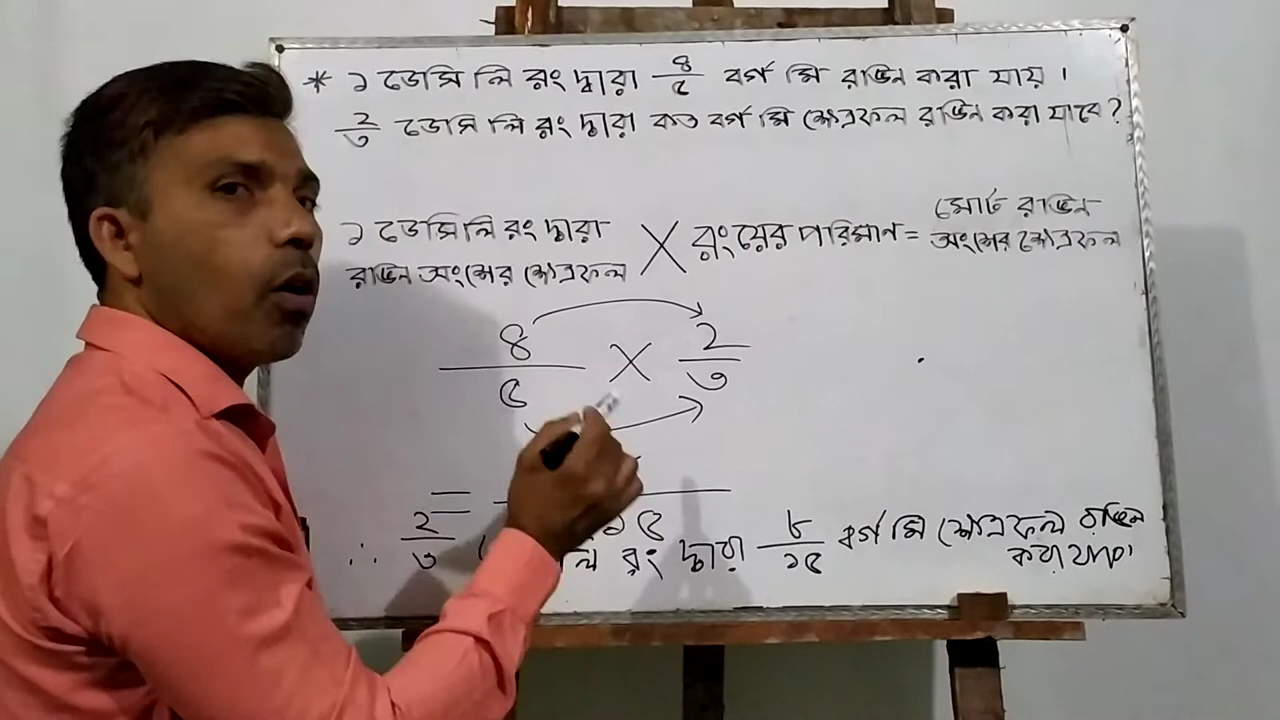 * ১ ডেসি লি রং দ্বারা ৪/৫ বর্গ মি রঙিন করা যায়।
২/৩ ডেসি লি রং দ্বারা কত বর্গ মি ক্ষেত্রফল রঙিন করা যাবে?
১ ডেসিলি রং দ্বারা রঙিন অংশের ক্ষেত্রফল × রংয়ের পরিমাণ = মোট রঙিন অংশের ক্ষেত্রফল
৪/৫ × ২/৩
= ১৫
∴ ২/৩ লি রং দ্বারা ৮/১৫ বর্গ মি ক্ষেত্রফল রঙিন
করা যায়।